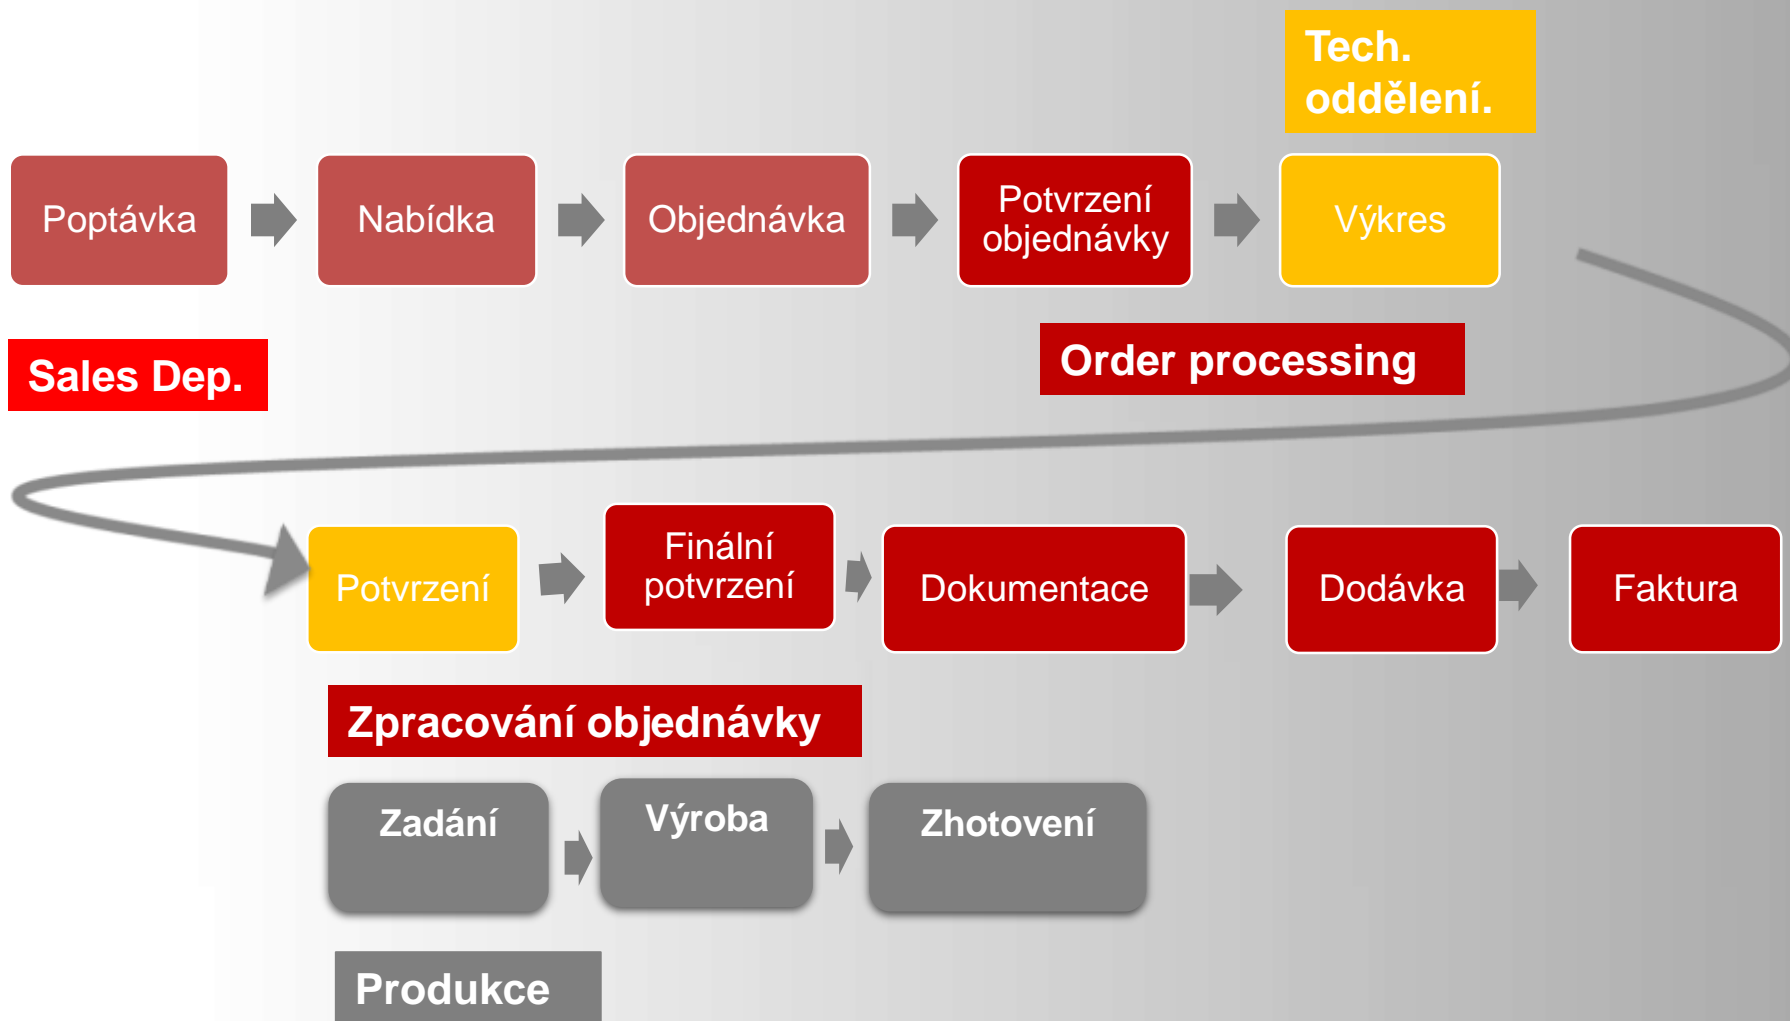 Tech.
oddělení.
Poptávka
Nabídka
Objednávka
Potvrzení
objednávky
Výkres
Sales Dep.
Order processing
Potvrzení
Finální
potvrzení
Dokumentace
Dodávka
Faktura
Zpracování objednávky
Zadání
Výroba
Zhotovení
Produkce